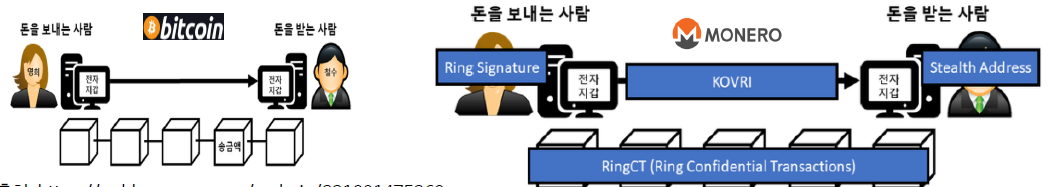 돈을 보내는 사람
bitcoin
돈을 받는 사람
명희
전자
지갑
전자
지갑
철수
송금액
돈을 보내는 사람
MONERO
돈을 받는 사람
Ring Signature
전자
지갑
KOVRI
전자
지갑
Stealth Address
RingCT (Ring Confidential Transactions)